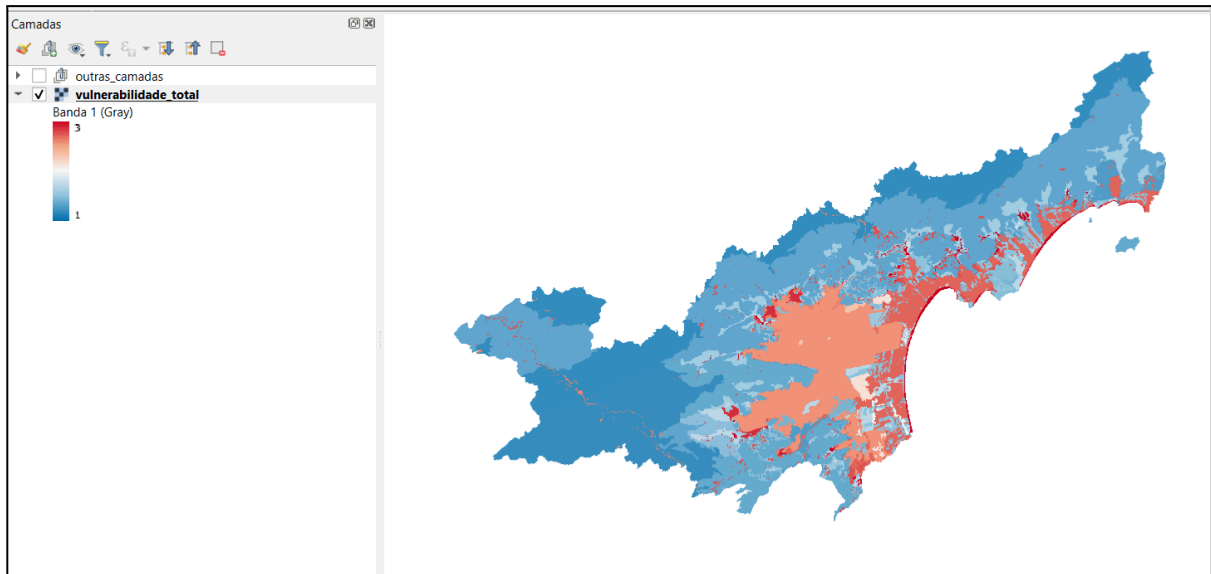 Camadas
outras_camadas
vulnerabilidade_total
Banda 1 (Gray)
3
1